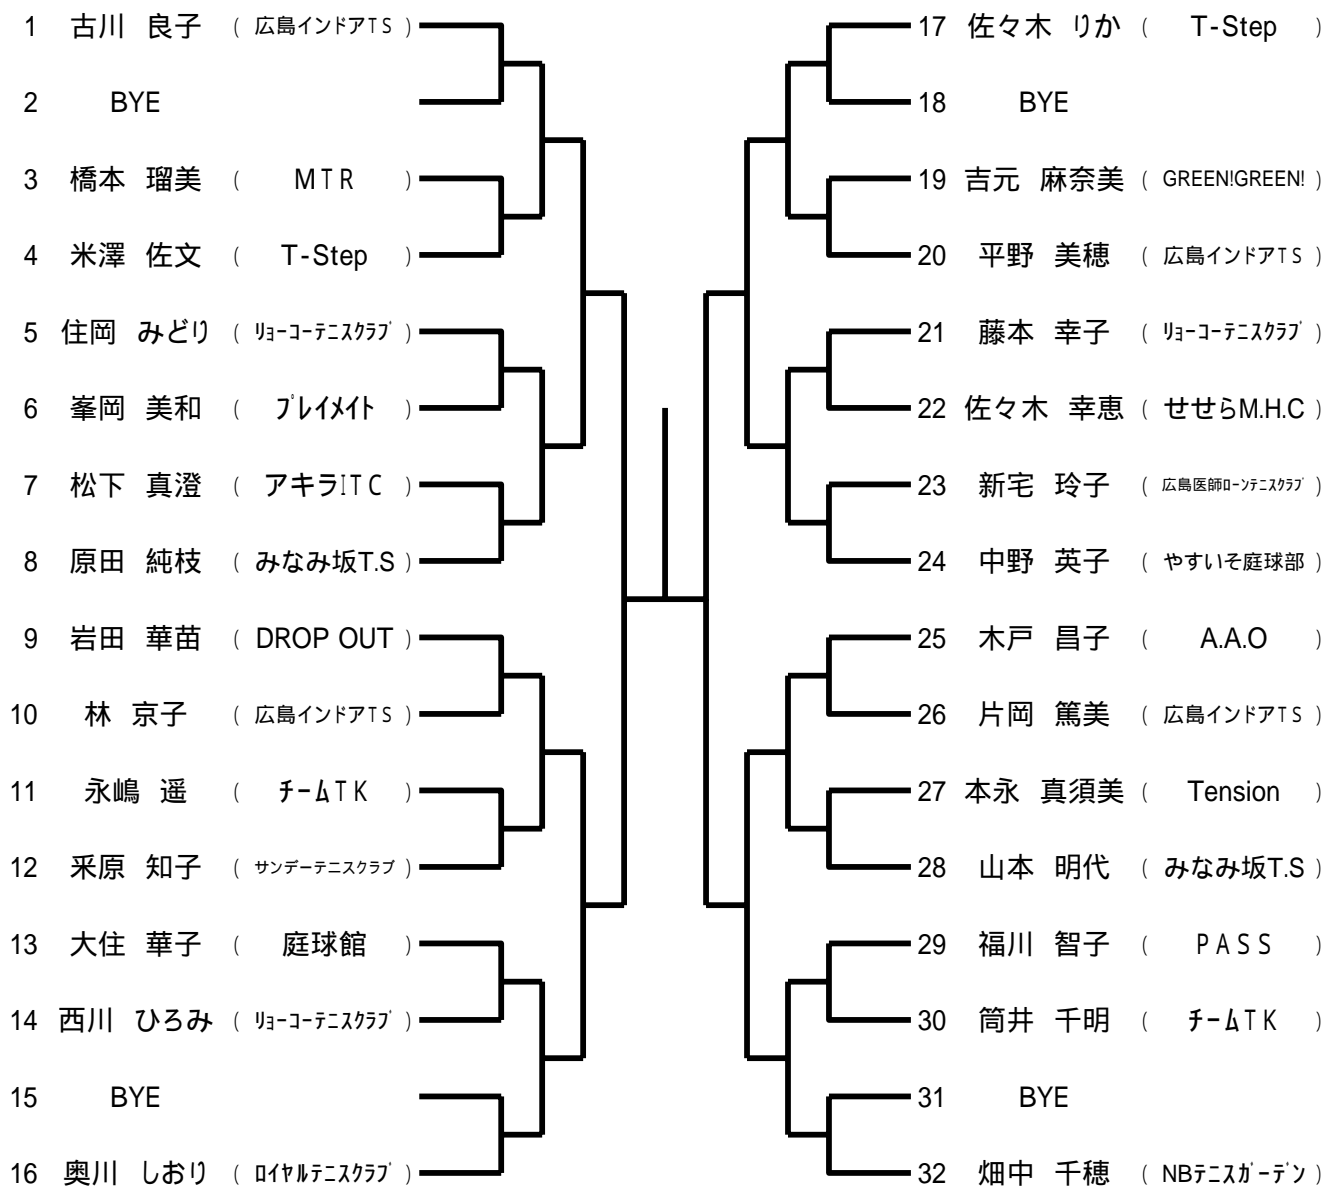 1 古川 良子 ( 広島インドアTS )
2 BYE
3 橋本 瑠美 ( MTR )
4 米澤 佐文 ( T-Step )
5 住岡 みどり ( ﾘｮｰｺｰﾃﾆｽｸﾗﾌﾞ )
6 峯岡 美和 ( ﾌﾟﾚｲﾒｲﾄ )
7 松下 真澄 ( アキラITC )
8 原田 純枝 ( みなみ坂T.S )
9 岩田 華苗 ( DROP OUT )
10 林 京子 ( 広島インドアTS )
11 永嶋 遥 ( ﾁｰﾑTK )
12 釆原 知子 ( サンデーテニスクラブ )
13 大住 華子 ( 庭球館 )
14 西川 ひろみ ( ﾘｮｰｺｰﾃﾆｽｸﾗﾌﾞ )
15 BYE
16 奥川 しおり ( ﾛｲﾔﾙﾃﾆｽｸﾗﾌﾞ )
17 佐々木 りか ( T-Step )
18 BYE
19 吉元 麻奈美 ( GREEN!GREEN! )
20 平野 美穂 ( 広島インドアTS )
21 藤本 幸子 ( ﾘｮｰｺｰﾃﾆｽｸﾗﾌﾞ )
22 佐々木 幸恵 ( せせらM.H.C )
23 新宅 玲子 ( 広島医師ﾛｰﾝﾃﾆｽｸﾗﾌﾞ )
24 中野 英子 ( やすいそ庭球部 )
25 木戸 昌子 ( A.A.O )
26 片岡 篤美 ( 広島インドアTS )
27 本永 真須美 ( Tension )
28 山本 明代 ( みなみ坂T.S )
29 福川 智子 ( PASS )
30 筒井 千明 ( ﾁｰﾑTK )
31 BYE
32 畑中 千穂 ( NBﾃﾆｽｶﾞｰﾃﾞﾝ )